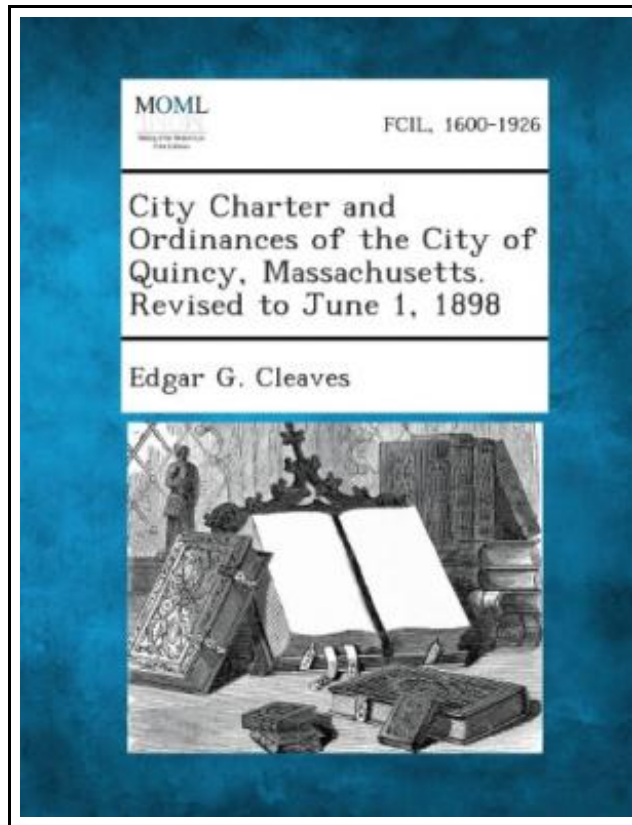 MOML
FCIL, 1600-1926
City Charter and
Ordinances of the City of
Quincy, Massachusetts.
Revised to June 1, 1898
Edgar G. Cleaves